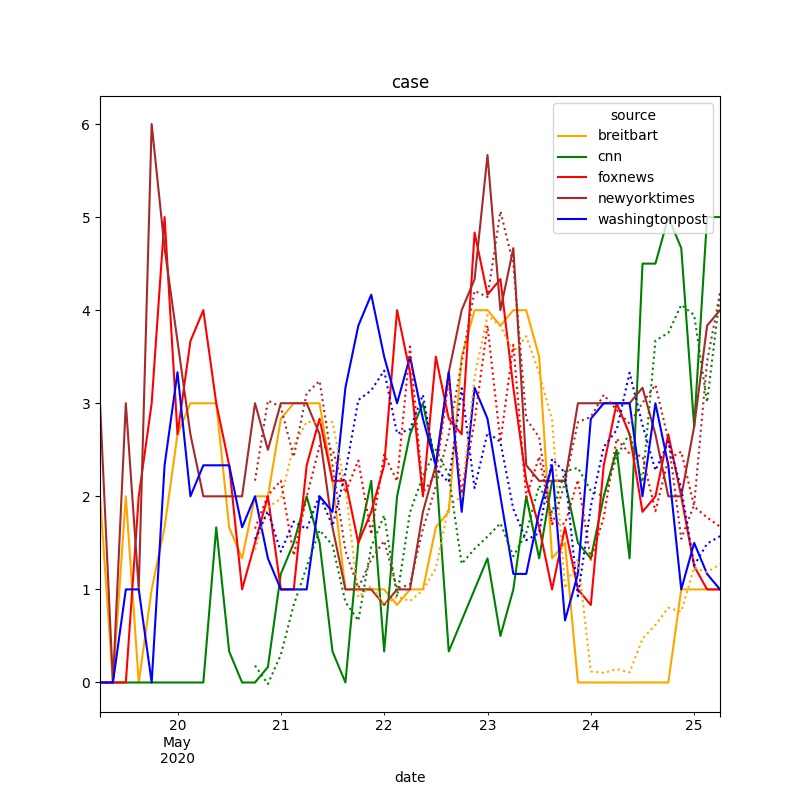 case
source
breitbart
cnn
foxnews
newyorktimes
washingtonpost
6
5
4
3
2
1
0
20 21 22 23 24 25
May
2020
date